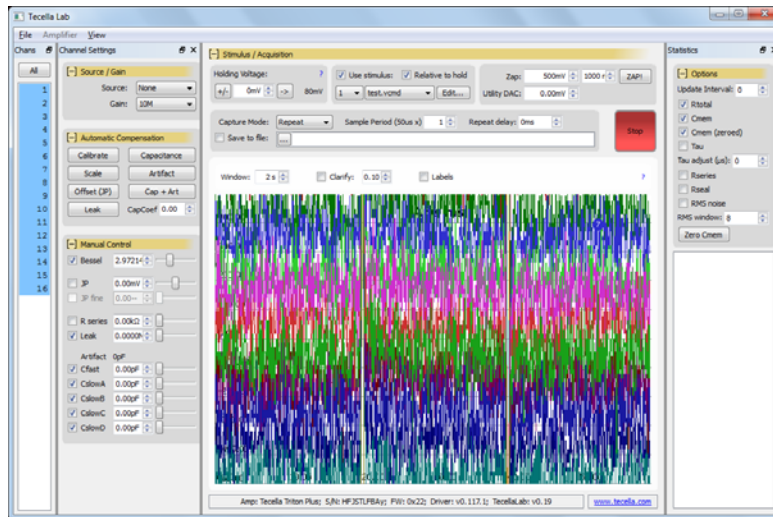 Tecella Lab
File Amplifier View
Chans
All
1
2
3
4
5
6
7
8
9
10
11
12
13
14
15
16
Channel Settings
[-] Source / Gain
Source: None
Gain: 10M
[-] Automatic Compensation
Calibrate Capacitance
Scale Artifact
Offset (JP) Cap + Art
Leak CapCoef 0.00
[-] Manual Control
Bessel 2.9721
JP 0.00mV
JP fine 0.00
R series 0.00kΩ
Leak 0.0000
Artifact 0pF
Cfast 0.00pF
CslowA 0.00pF
CslowB 0.00pF
CslowC 0.00pF
CslowD 0.00pF
[-] Stimulus / Acquisition
Holding Voltage: ?
+/- 0mV -> 80mV
Use stimulus: Relative to hold
1 test.vcmd Edit...
Zap: 500mV 1000 ZAP!
Utility DAC: 0.00mV
Capture Mode: Repeat Sample Period (50us x) 1 Repeat delay: 0ms
Save to file: ...
Stop
Window: 2 s Clarify: 0.10 Labels ?
Amp: Tecella Triton Plus; S/N: HFJSTLFBAy; FW: 0x22; Driver: v0.117.1; TecellaLab: v0.19
www.tecella.com
Statistics
[-] Options
Update Interval: 0
Rtotal
Cmem
Cmem (zeroed)
Tau
Tau adjust (µs): 0
Rseries
Rseal
RMS noise
RMS window: 8
Zero Cmem